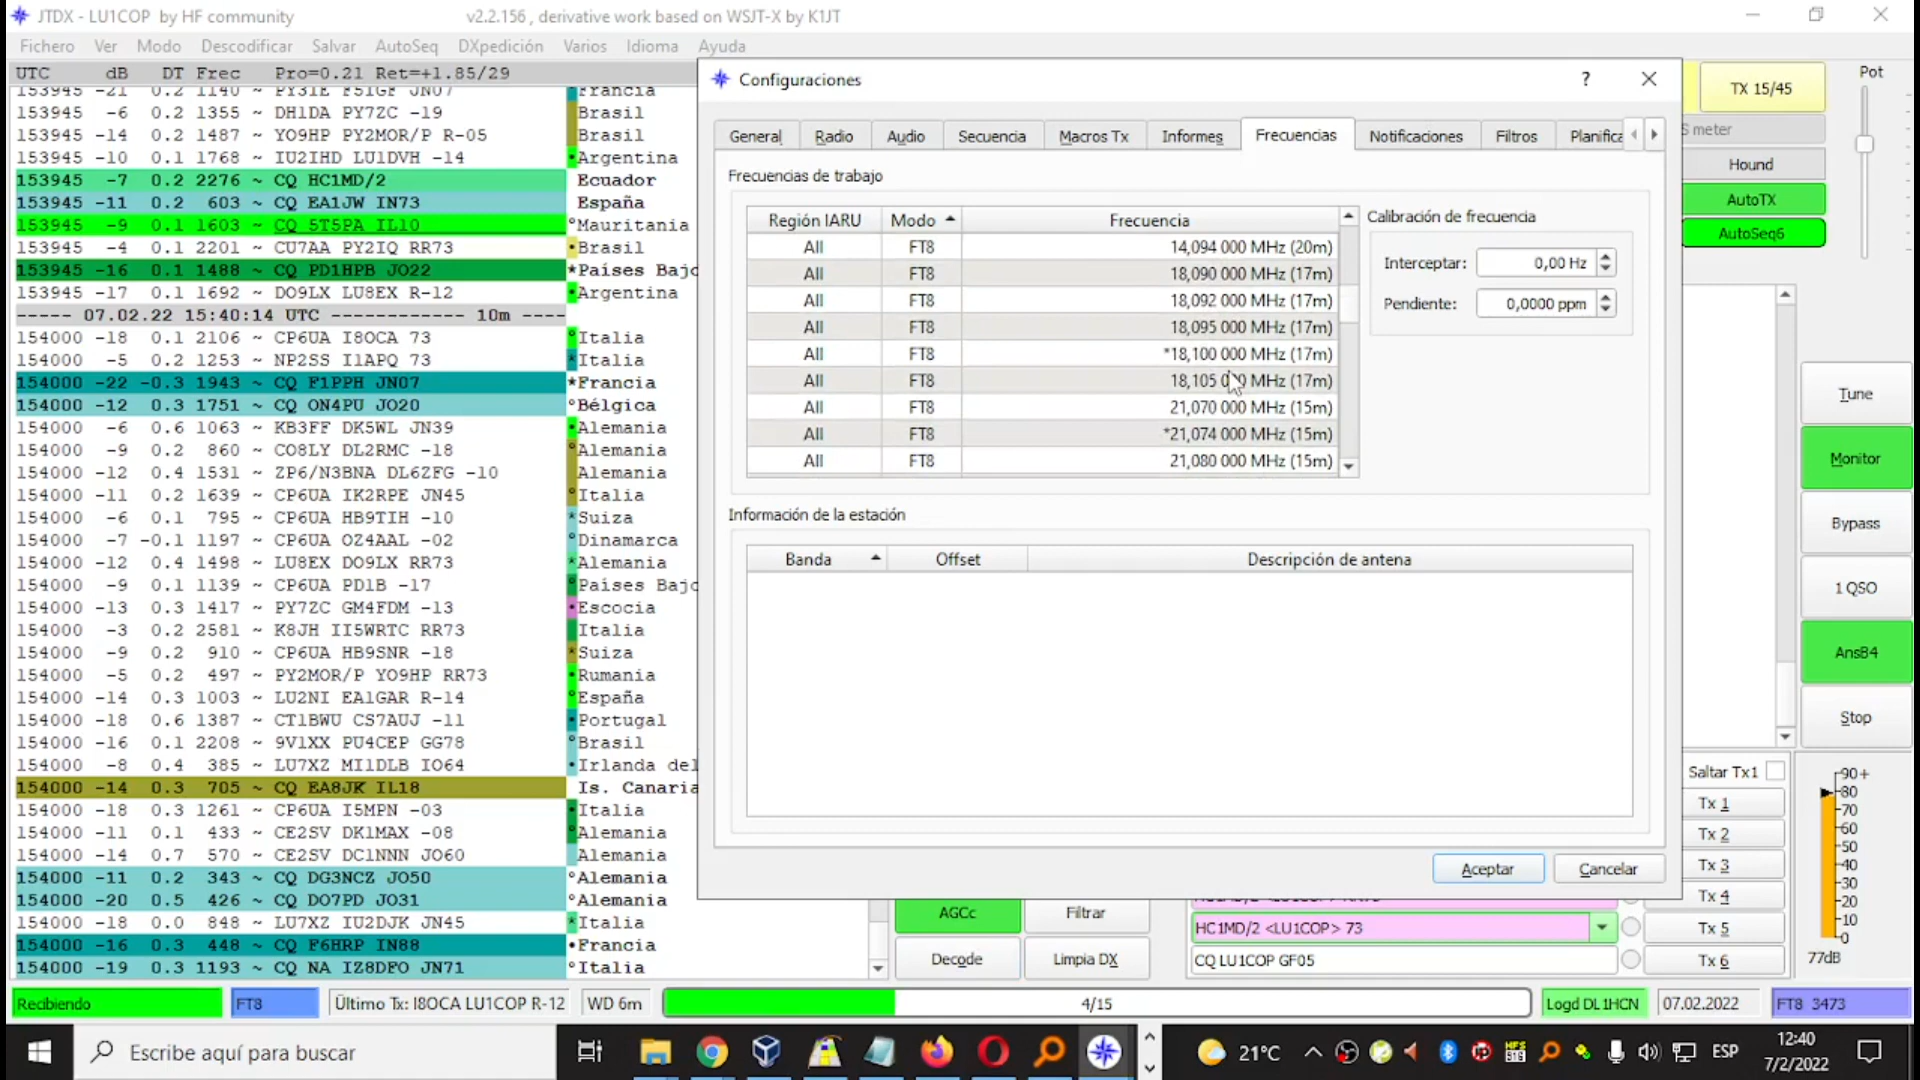 JTDX - LU1COP by HF community v2.2.156 , derivative work based on WSJT-X by K1JT
Fichero Ver Modo Descodificar Salvar AutoSeq DXpedición Varios Idioma Ayuda
UTC dB DT Frec Pro=0.21 Ret=+1.85/29
153945 -21 0.2 1140 ~ PY3IE F5IGF JN07 Francia
153945 -6 0.2 1355 ~ DH1DA PY7ZC -19 Brasil
153945 -14 0.2 1487 ~ YO9HP PY2MOR/P R-05 Brasil
153945 -10 0.1 1768 ~ IU2IHD LU1DVH -14 •Argentina
153945 -7 0.2 2276 ~ CQ HC1MD/2 Ecuador
153945 -11 0.2 603 ~ CQ EA1JW IN73 España
153945 -9 0.1 1603 ~ CQ 5T5PA IL10 °Mauritania
153945 -4 0.1 2201 ~ CU7AA PY2IQ RR73 •Brasil
153945 -16 0.1 1488 ~ CQ PD1HPB JO22 *Países Bajo
153945 -17 0.1 1692 ~ DO9LX LU8EX R-12 •Argentina
----- 07.02.22 15:40:14 UTC ------------ 10m ----
154000 -18 0.1 2106 ~ CP6UA I8OCA 73 °Italia
154000 -5 0.2 1253 ~ NP2SS I1APQ 73 *Italia
154000 -22 -0.3 1943 ~ CQ F1PPH JN07 *Francia
154000 -12 0.3 1751 ~ CQ ON4PU JO20 °Bélgica
154000 -6 0.6 1063 ~ KB3FF DK5WL JN39 •Alemania
154000 -9 0.2 860 ~ CO8LY DL2RMC -18 °Alemania
154000 -12 0.4 1531 ~ ZP6/N3BNA DL6ZFG -10 Alemania
154000 -11 0.2 1639 ~ CP6UA IK2RPE JN45 °Italia
154000 -6 0.1 795 ~ CP6UA HB9TIH -10 *Suiza
154000 -7 -0.1 1197 ~ CP6UA OZ4AAL -02 °Dinamarca
154000 -12 0.4 1498 ~ LU8EX DO9LX RR73 *Alemania
154000 -9 0.1 1139 ~ CP6UA PD1B -17 °Países Bajo
154000 -13 0.3 1417 ~ PY7ZC GM4FDM -13 •Escocia
154000 -3 0.2 2581 ~ K8JH II5WRTC RR73 •Italia
154000 -9 0.2 910 ~ CP6UA HB9SNR -18 *Suiza
154000 -5 0.2 497 ~ PY2MOR/P YO9HP RR73 •Rumania
154000 -14 0.3 1003 ~ LU2NI EA1GAR R-14 °España
154000 -18 0.6 1387 ~ CT1BWU CS7AUJ -11 •Portugal
154000 -16 0.1 2208 ~ 9V1XX PU4CEP GG78 °Brasil
154000 -8 0.4 385 ~ LU7XZ MI1DLB IO64 •Irlanda del
154000 -14 0.3 705 ~ CQ EA8JK IL18 Is. Canaria
154000 -18 0.3 1261 ~ CP6UA I5MPN -03 •Italia
154000 -11 0.1 433 ~ CE2SV DK1MAX -08 °Alemania
154000 -14 0.7 570 ~ CE2SV DC1NNN JO60 Alemania
154000 -11 0.2 343 ~ CQ DG3NCZ JO50 °Alemania
154000 -20 0.5 426 ~ CQ DO7PD JO31 °Alemania
154000 -18 0.0 848 ~ LU7XZ IU2DJK JN45 *Italia
154000 -16 0.3 448 ~ CQ F6HRP IN88 •Francia
154000 -19 0.3 1193 ~ CQ NA IZ8DFO JN71 °Italia
Configuraciones ?
General Radio Audio Secuencia Macros Tx Informes Frecuencias Notificaciones Filtros Planifica
Frecuencias de trabajo
Región IARU Modo Frecuencia
All FT8 14,094 000 MHz (20m)
All FT8 18,090 000 MHz (17m)
All FT8 18,092 000 MHz (17m)
All FT8 18,095 000 MHz (17m)
All FT8 *18,100 000 MHz (17m)
All FT8 18,105 000 MHz (17m)
All FT8 21,070 000 MHz (15m)
All FT8 *21,074 000 MHz (15m)
All FT8 21,080 000 MHz (15m)
Calibración de frecuencia
Interceptar: 0,00 Hz
Pendiente: 0,0000 ppm
Información de la estación
Banda Offset Descripción de antena
Aceptar Cancelar
TX 15/45 Pot
S meter
Hound
AutoTX
AutoSeq6
Tune
Monitor
Bypass
1 QSO
AnsB4
Stop
Saltar Tx1
Tx 1
Tx 2
Tx 3
Tx 4
Tx 5
Tx 6
90+
80
70
60
50
40
30
20
10
0
77dB
AGCc Filtrar
Decode Limpia DX
HC1MD/2 <LU1COP> 73
CQ LU1COP GF05
Recibiendo FT8 Último Tx: I8OCA LU1COP R-12 WD 6m 4/15 Logd DL1HCN 07.02.2022 FT8 3473
Escribe aquí para buscar 21°C ESP 12:40
7/2/2022